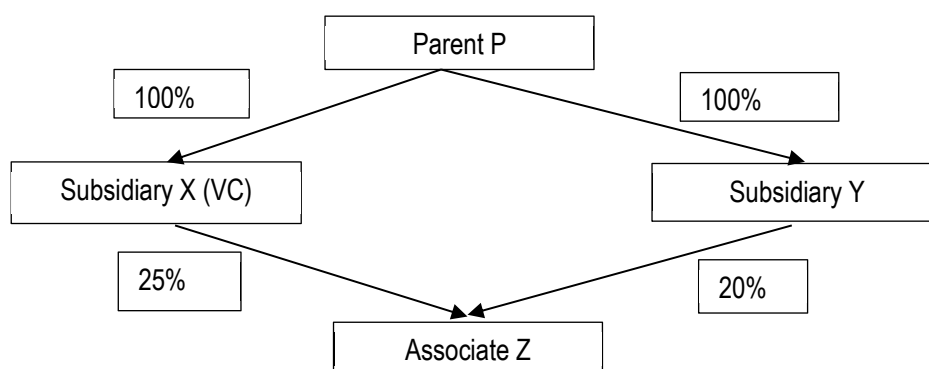 Parent P
100%
100%
Subsidiary X (VC)
Subsidiary Y
25%
20%
Associate Z